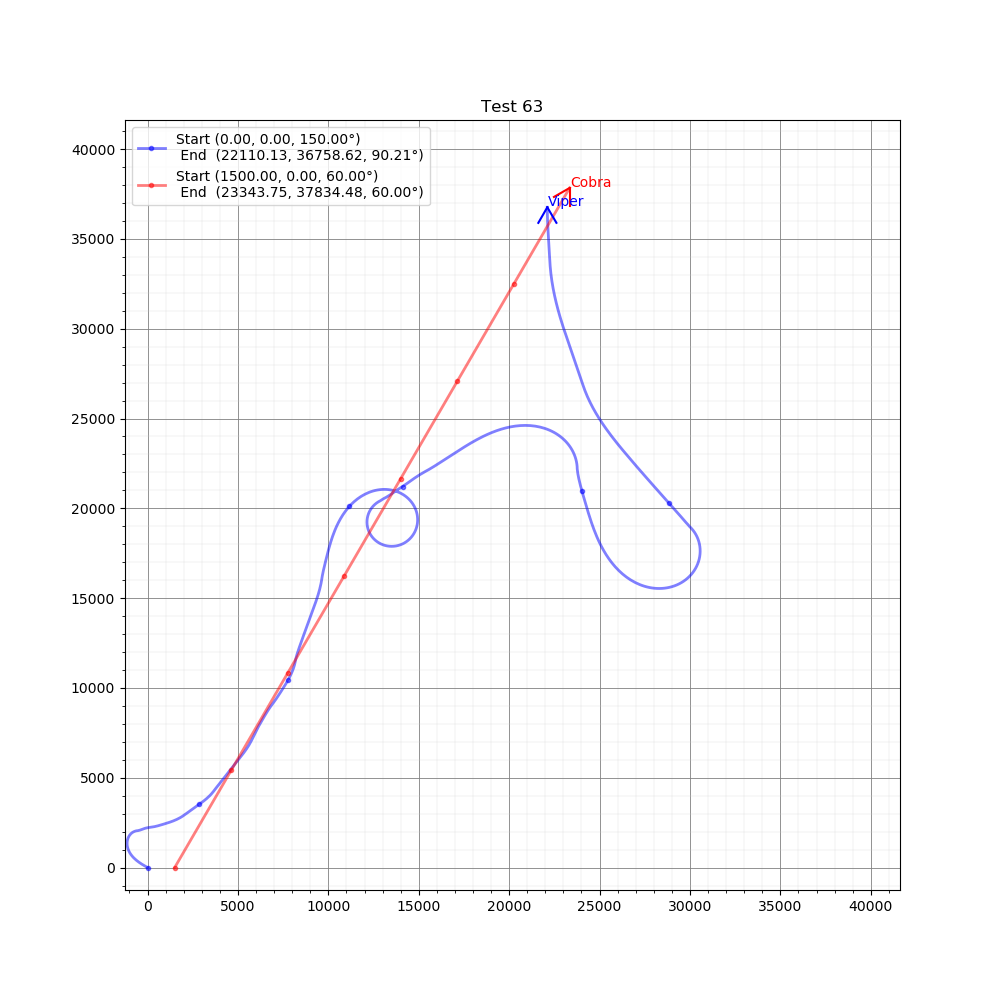 Test 63
Start (0.00, 0.00, 150.00°)
End (22110.13, 36758.62, 90.21°)
Start (1500.00, 0.00, 60.00°)
End (23343.75, 37834.48, 60.00°)
Cobra
Viper
40000
35000
30000
25000
20000
15000
10000
5000
0
0 5000 10000 15000 20000 25000 30000 35000 40000